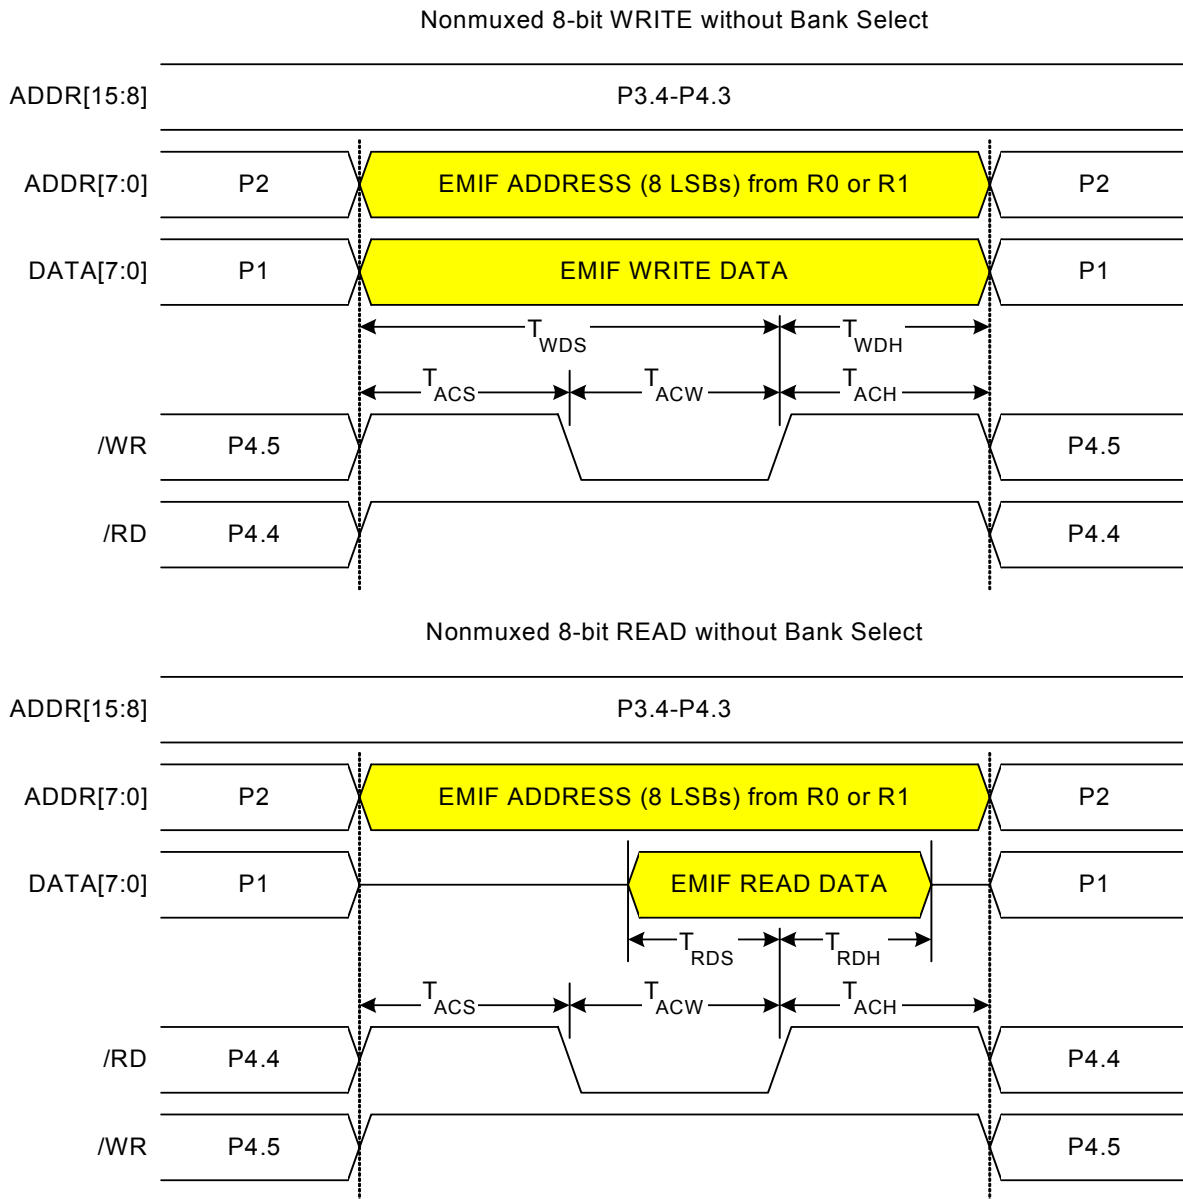 Nonmuxed 8-bit WRITE without Bank Select
ADDR[15:8] P3.4-P4.3
ADDR[7:0] P2 EMIF ADDRESS (8 LSBs) from R0 or R1 P2
DATA[7:0] P1 EMIF WRITE DATA P1
TWDS TWDH
TACS TACW TACH
/WR P4.5 P4.5
/RD P4.4 P4.4
Nonmuxed 8-bit READ without Bank Select
ADDR[15:8] P3.4-P4.3
ADDR[7:0] P2 EMIF ADDRESS (8 LSBs) from R0 or R1 P2
DATA[7:0] P1 EMIF READ DATA P1
TRDS TRDH
TACS TACW TACH
/RD P4.4 P4.4
/WR P4.5 P4.5